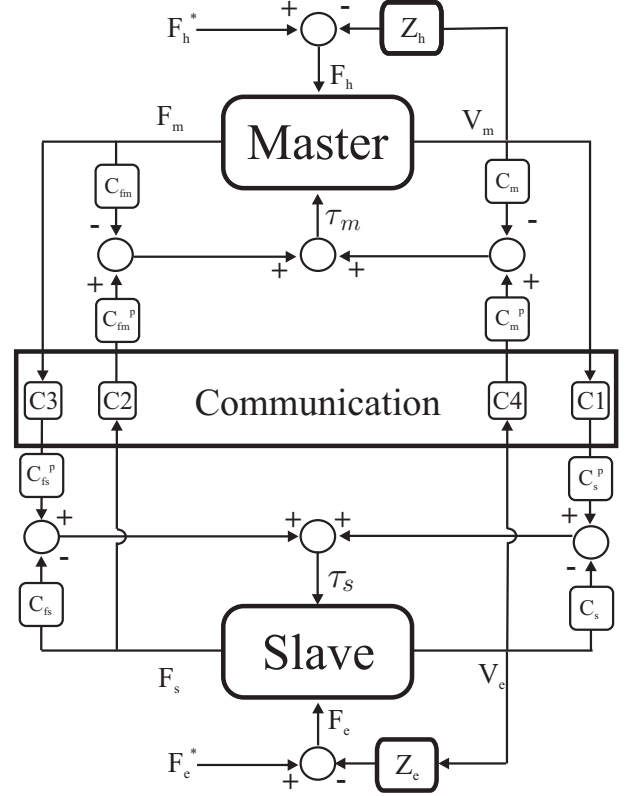 + -
F_h^* Z_h
F_h
F_m V_m
Master
C_fm C_m
- τ_m -
+ + + +
C_fm^p C_m^p
C3 C2 Communication C4 C1
C_fs^p C_s^p
+ + + +
- -
C_fs τ_s C_s
Slave
F_s V_e
F_e
F_e^* Z_e
+ -